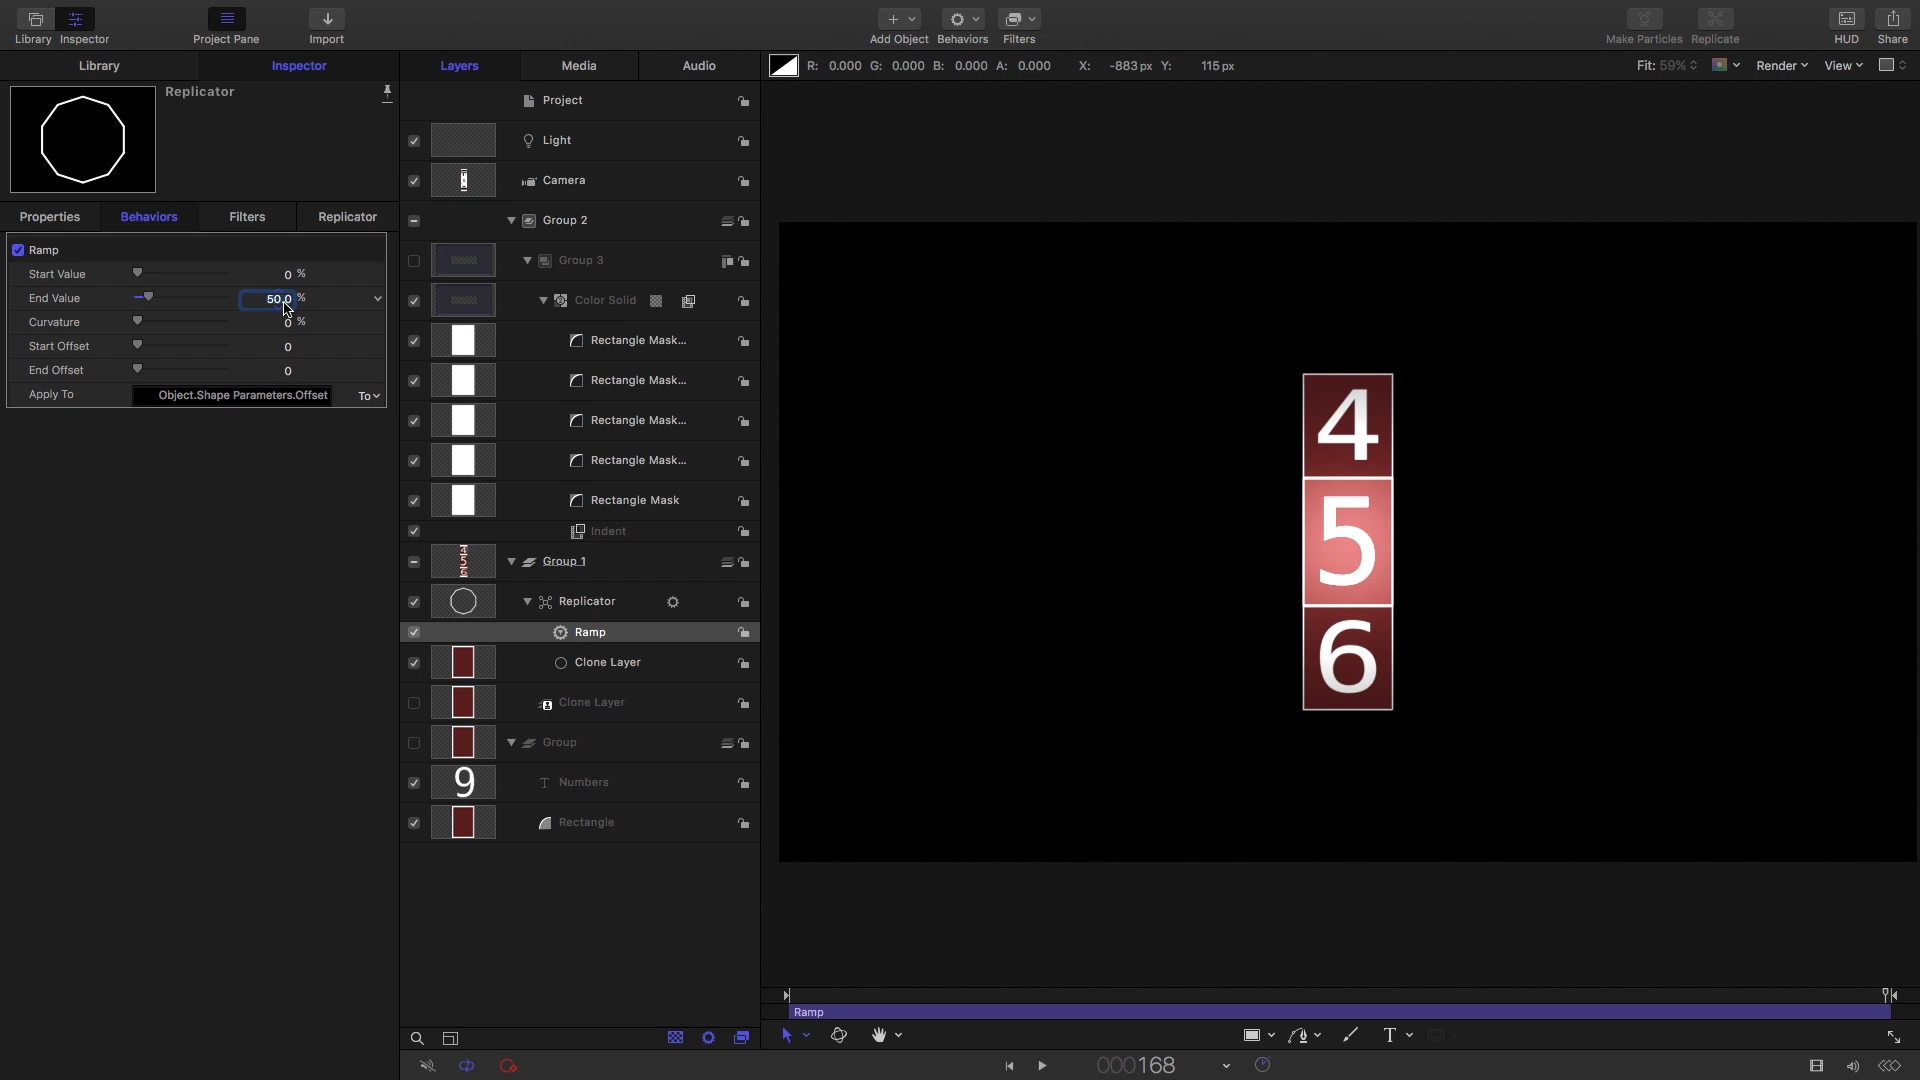 Library Inspector Project Pane Import Add Object Behaviors Filters Make Particles Replicate HUD Share
Library Inspector Layers Media Audio R: 0.000 G: 0.000 B: 0.000 A: 0.000 X: -883 px Y: 115 px Fit: 59% Render View
Replicator
Properties Behaviors Filters Replicator
Ramp
Start Value 0 %
End Value 50.0 %
Curvature 0 %
Start Offset 0
End Offset 0
Apply To Object.Shape Parameters.Offset To
Project
Light
Camera
Group 2
Group 3
Color Solid
Rectangle Mask...
Rectangle Mask...
Rectangle Mask...
Rectangle Mask...
Rectangle Mask
Indent
Group 1
Replicator
Ramp
Clone Layer
Clone Layer
Group
9 T Numbers
Rectangle
4
5
6
Ramp
T
000168